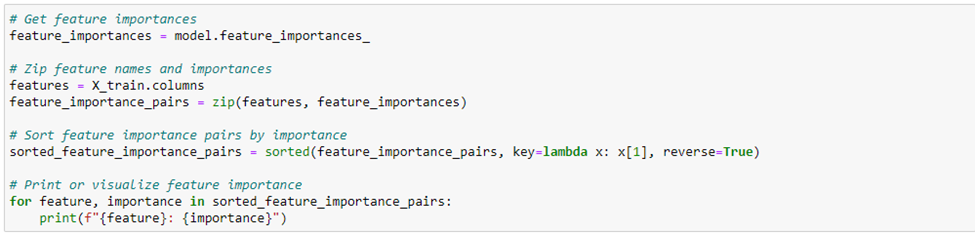 # Get feature importances
feature_importances = model.feature_importances_
# Zip feature names and importances
features = X_train.columns
feature_importance_pairs = zip(features, feature_importances)
# Sort feature importance pairs by importance
sorted_feature_importance_pairs = sorted(feature_importance_pairs, key=lambda x: x[1], reverse=True)
# Print or visualize feature importance
for feature, importance in sorted_feature_importance_pairs:
    print(f"{feature}: {importance}")